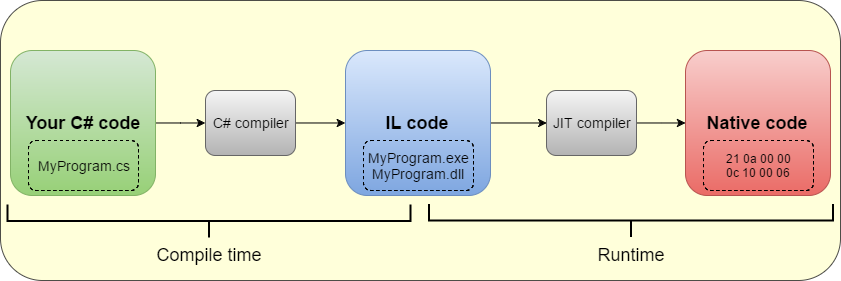 Your C# code
MyProgram.cs
C# compiler
IL code
MyProgram.exe
MyProgram.dll
JIT compiler
Native code
21 0a 00 00
0c 10 00 06
Compile time
Runtime